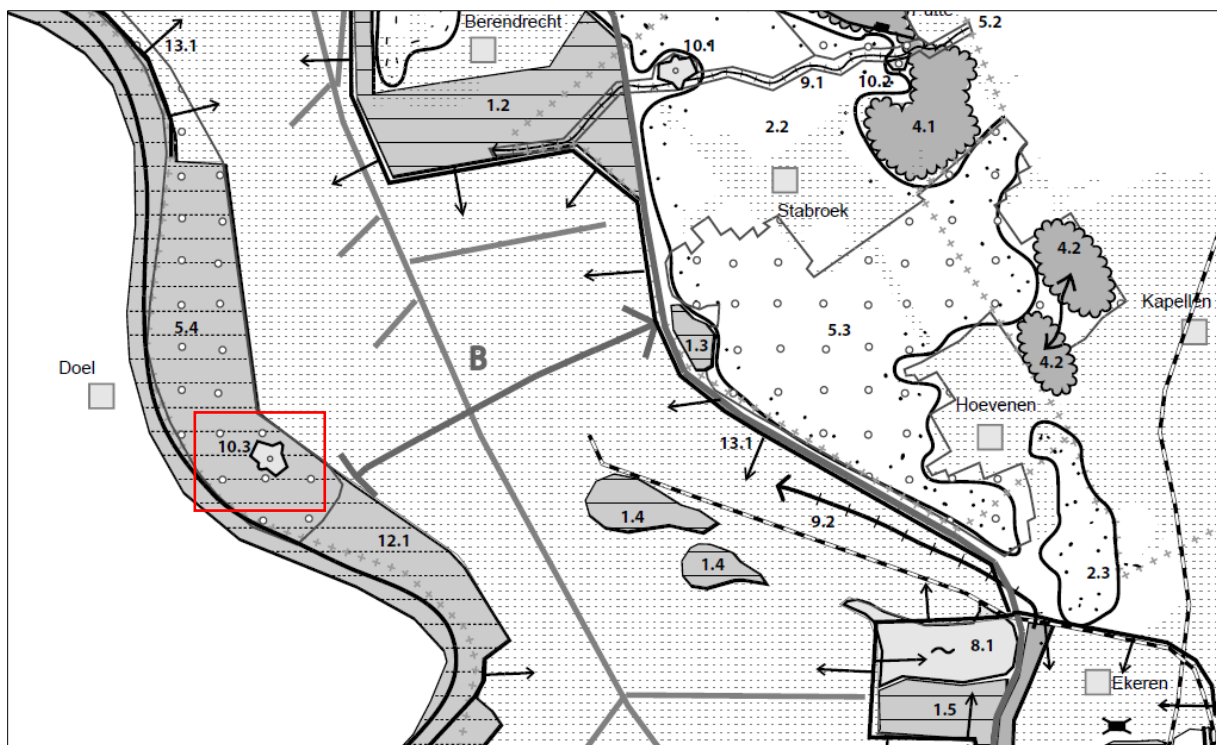 Berendrecht
Putte
5.2
13.1
10.1
9.1
10.2
1.2
2.2
4.1
Stabroek
4.2
Kapellen
5.4
5.3
1.3
B
4.2
Doel
Hoevenen
10.3
13.1
9.2
1.4
12.1
1.4
2.3
8.1
Ekeren
1.5